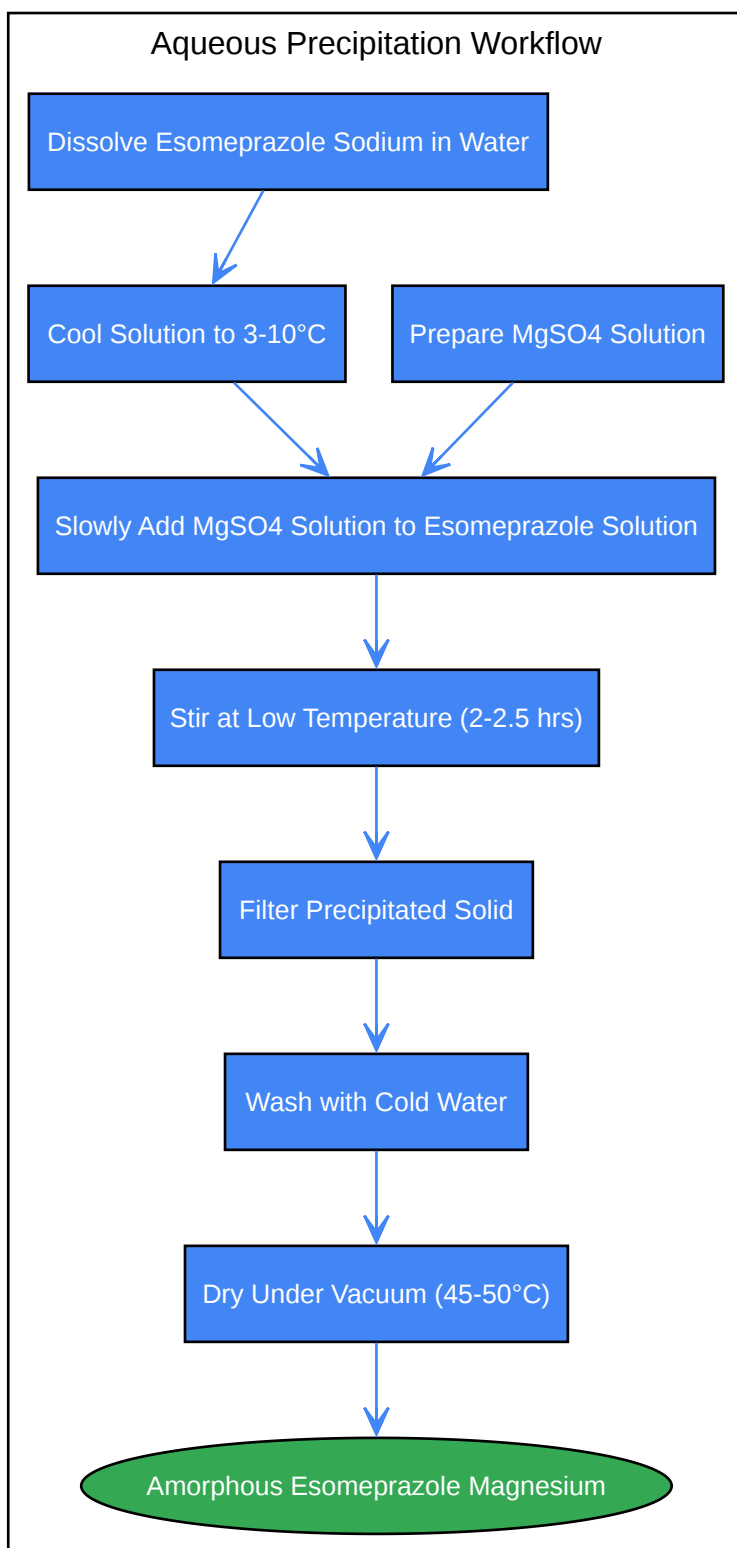 Aqueous Precipitation Workflow
Dissolve Esomeprazole Sodium in Water
Cool Solution to 3-10°C
Prepare MgSO4 Solution
Slowly Add MgSO4 Solution to Esomeprazole Solution
Stir at Low Temperature (2-2.5 hrs)
Filter Precipitated Solid
Wash with Cold Water
Dry Under Vacuum (45-50°C)
Amorphous Esomeprazole Magnesium